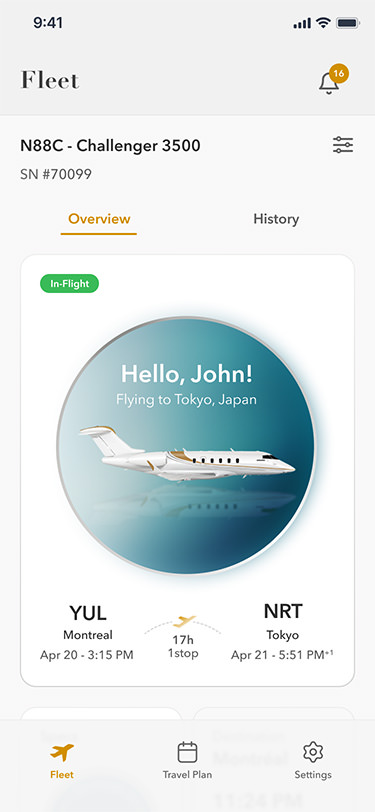 9:41
Fleet
16
N88C - Challenger 3500
SN #70099
Overview
History
In-Flight
Hello, John!
Flying to Tokyo, Japan
YUL
NRT
Montreal
17h
Tokyo
Apr 20 - 3:15 PM
1stop
Apr 21 - 5:51 PM+1
Fleet
Travel Plan
Settings
11:24 PM